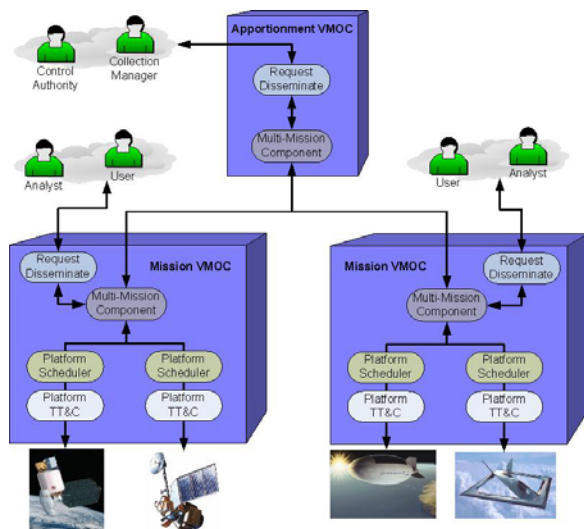 Apportionment VMOC
Control
Authority
Collection
Manager
Request
Disseminate
Multi-Mission
Component
Analyst
User
User
Analyst
Request
Disseminate
Mission VMOC
Multi-Mission
Component
Platform
Scheduler
Platform
Scheduler
Platform
TT&C
Platform
TT&C
Mission VMOC
Request
Disseminate
Multi-Mission
Component
Platform
Scheduler
Platform
Scheduler
Platform
TT&C
Platform
TT&C